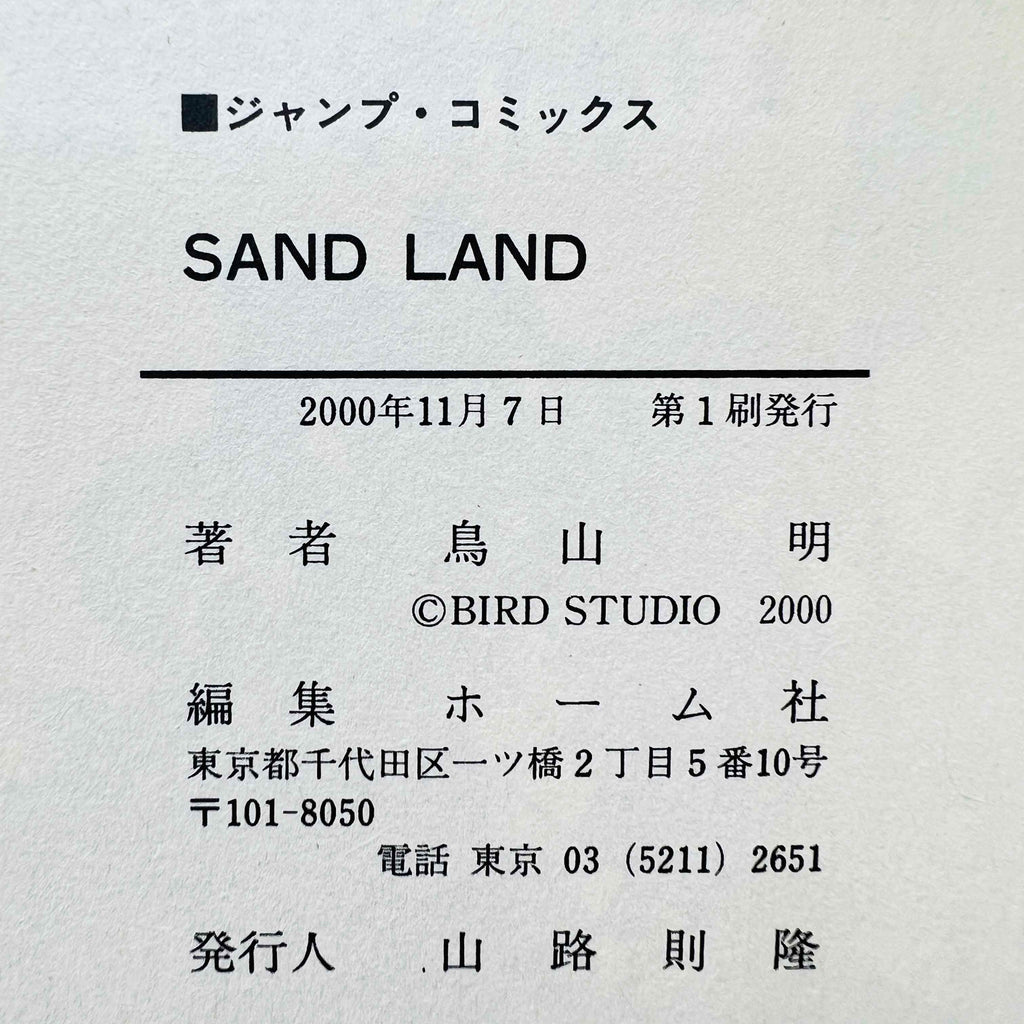 ■ジャンプ・コミックス
SAND LAND
2000年11月7日 第1刷発行
著者 鳥山明
©BIRD STUDIO 2000
編集 ホーム社
東京都千代田区一ツ橋2丁目5番10号
〒101-8050
電話 東京 03（5211）2651
発行人 山路則隆